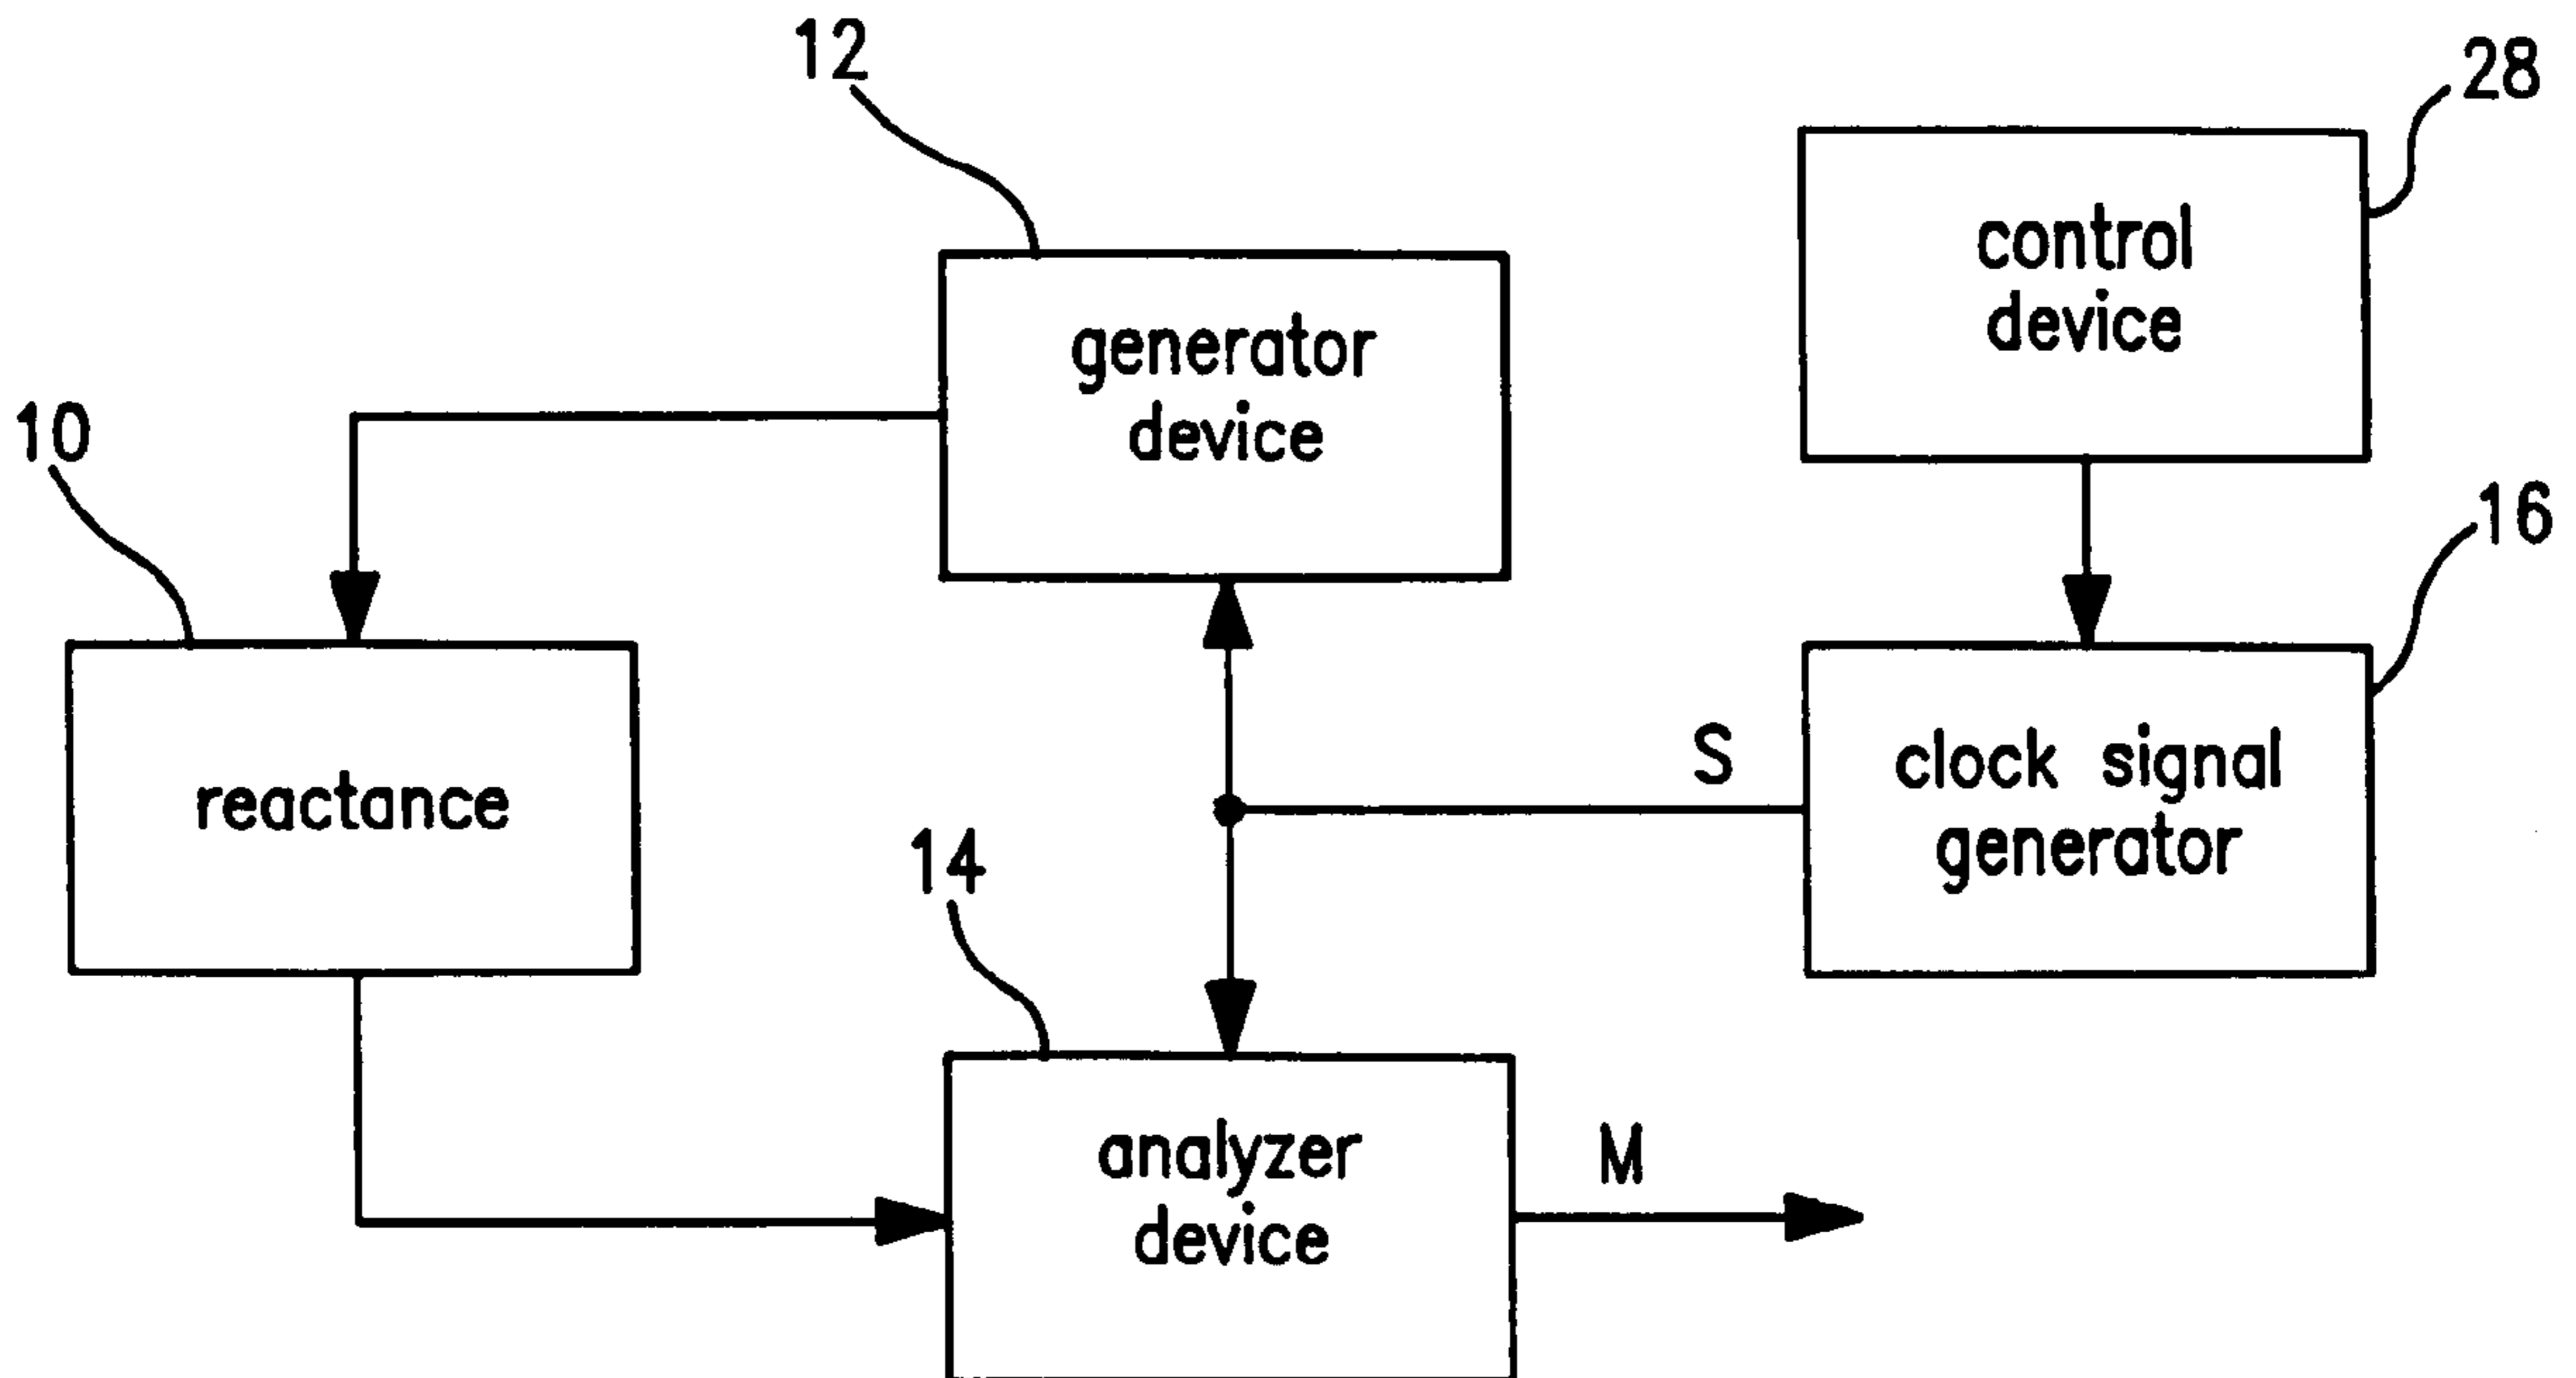 12
28
control
device
generator
device
10
16
reactance
S
clock signal
generator
14
analyzer
device
M